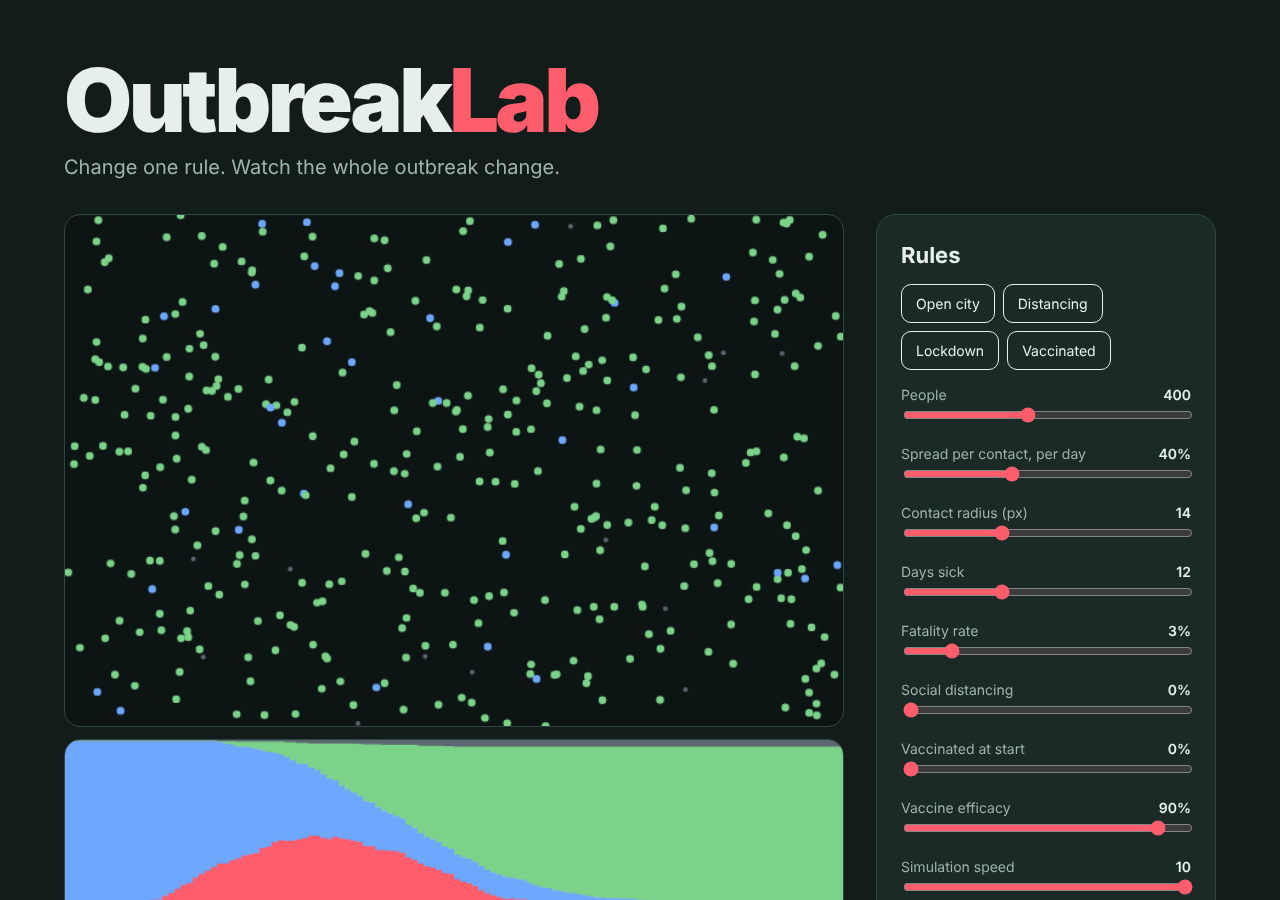 OutbreakLab
Change one rule. Watch the whole outbreak change.
Rules
Open city
Distancing
Lockdown
Vaccinated
People 400
Spread per contact, per day 40%
Contact radius (px) 14
Days sick 12
Fatality rate 3%
Social distancing 0%
Vaccinated at start 0%
Vaccine efficacy 90%
Simulation speed 10